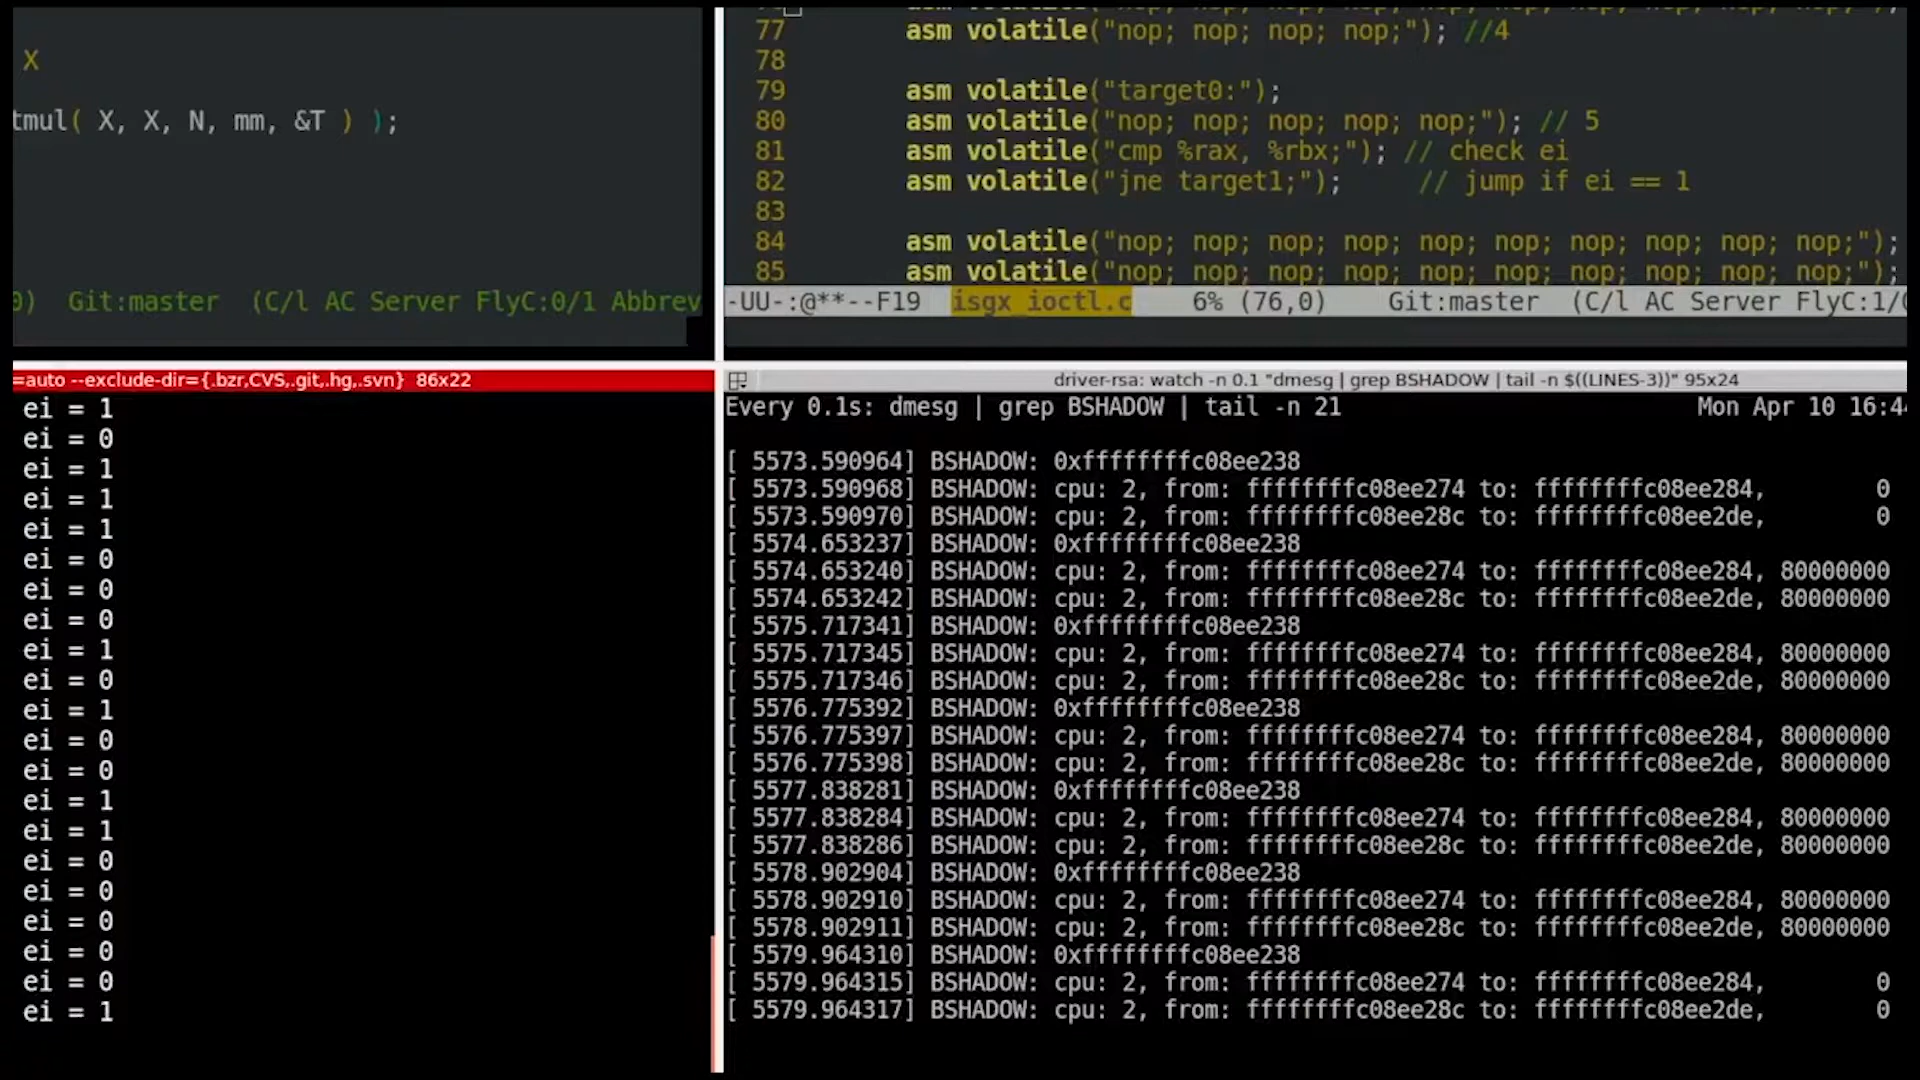 X
tmul( X, X, N, mm, &T ) );
0) Git:master (C/l AC Server FlyC:0/1 Abbrev
77 asm volatile("nop; nop; nop; nop;"); //4
78
79 asm volatile("target0:");
80 asm volatile("nop; nop; nop; nop; nop;"); // 5
81 asm volatile("cmp %rax, %rbx;"); // check ei
82 asm volatile("jne target1;"); // jump if ei == 1
83
84 asm volatile("nop; nop; nop; nop; nop; nop; nop; nop; nop; nop;");
85 asm volatile("nop; nop; nop; nop; nop; nop; nop; nop; nop; nop;");
-UU-:@**--F19 isgx_ioctl.c 6% (76,0) Git:master (C/l AC Server FlyC:1/0
=auto --exclude-dir={.bzr,CVS,.git,.hg,.svn} 86x22
ei = 1
ei = 0
ei = 1
ei = 1
ei = 1
ei = 0
ei = 0
ei = 0
ei = 1
ei = 0
ei = 1
ei = 0
ei = 0
ei = 1
ei = 1
ei = 0
ei = 0
ei = 0
ei = 0
ei = 0
ei = 1
driver-rsa: watch -n 0.1 "dmesg | grep BSHADOW | tail -n $((LINES-3))" 95x24
Every 0.1s: dmesg | grep BSHADOW | tail -n 21 Mon Apr 10 16:44
[ 5573.590964] BSHADOW: 0xffffffffc08ee238
[ 5573.590968] BSHADOW: cpu: 2, from: ffffffffc08ee274 to: ffffffffc08ee284, 0
[ 5573.590970] BSHADOW: cpu: 2, from: ffffffffc08ee28c to: ffffffffc08ee2de, 0
[ 5574.653237] BSHADOW: 0xffffffffc08ee238
[ 5574.653240] BSHADOW: cpu: 2, from: ffffffffc08ee274 to: ffffffffc08ee284, 80000000
[ 5574.653242] BSHADOW: cpu: 2, from: ffffffffc08ee28c to: ffffffffc08ee2de, 80000000
[ 5575.717341] BSHADOW: 0xffffffffc08ee238
[ 5575.717345] BSHADOW: cpu: 2, from: ffffffffc08ee274 to: ffffffffc08ee284, 80000000
[ 5575.717346] BSHADOW: cpu: 2, from: ffffffffc08ee28c to: ffffffffc08ee2de, 80000000
[ 5576.775392] BSHADOW: 0xffffffffc08ee238
[ 5576.775397] BSHADOW: cpu: 2, from: ffffffffc08ee274 to: ffffffffc08ee284, 80000000
[ 5576.775398] BSHADOW: cpu: 2, from: ffffffffc08ee28c to: ffffffffc08ee2de, 80000000
[ 5577.838281] BSHADOW: 0xffffffffc08ee238
[ 5577.838284] BSHADOW: cpu: 2, from: ffffffffc08ee274 to: ffffffffc08ee284, 80000000
[ 5577.838286] BSHADOW: cpu: 2, from: ffffffffc08ee28c to: ffffffffc08ee2de, 80000000
[ 5578.902904] BSHADOW: 0xffffffffc08ee238
[ 5578.902910] BSHADOW: cpu: 2, from: ffffffffc08ee274 to: ffffffffc08ee284, 80000000
[ 5578.902911] BSHADOW: cpu: 2, from: ffffffffc08ee28c to: ffffffffc08ee2de, 80000000
[ 5579.964310] BSHADOW: 0xffffffffc08ee238
[ 5579.964315] BSHADOW: cpu: 2, from: ffffffffc08ee274 to: ffffffffc08ee284, 0
[ 5579.964317] BSHADOW: cpu: 2, from: ffffffffc08ee28c to: ffffffffc08ee2de, 0